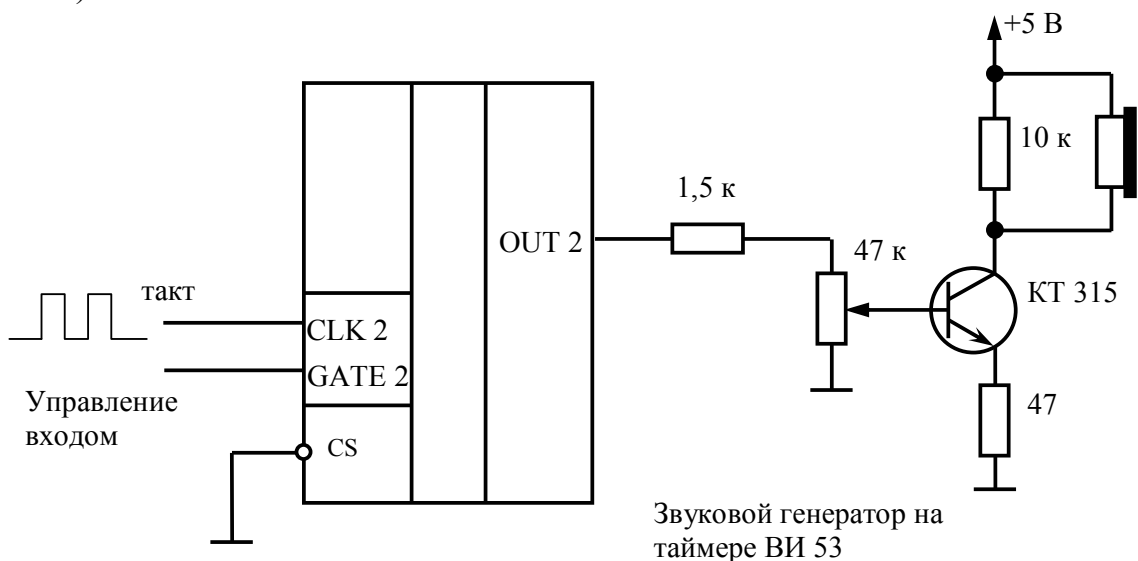 +5 В
10 к
1,5 к
OUT 2
47 к
такт
КТ 315
CLK 2
GATE 2
Управление
входом
47
CS
Звуковой генератор на
таймере ВИ 53